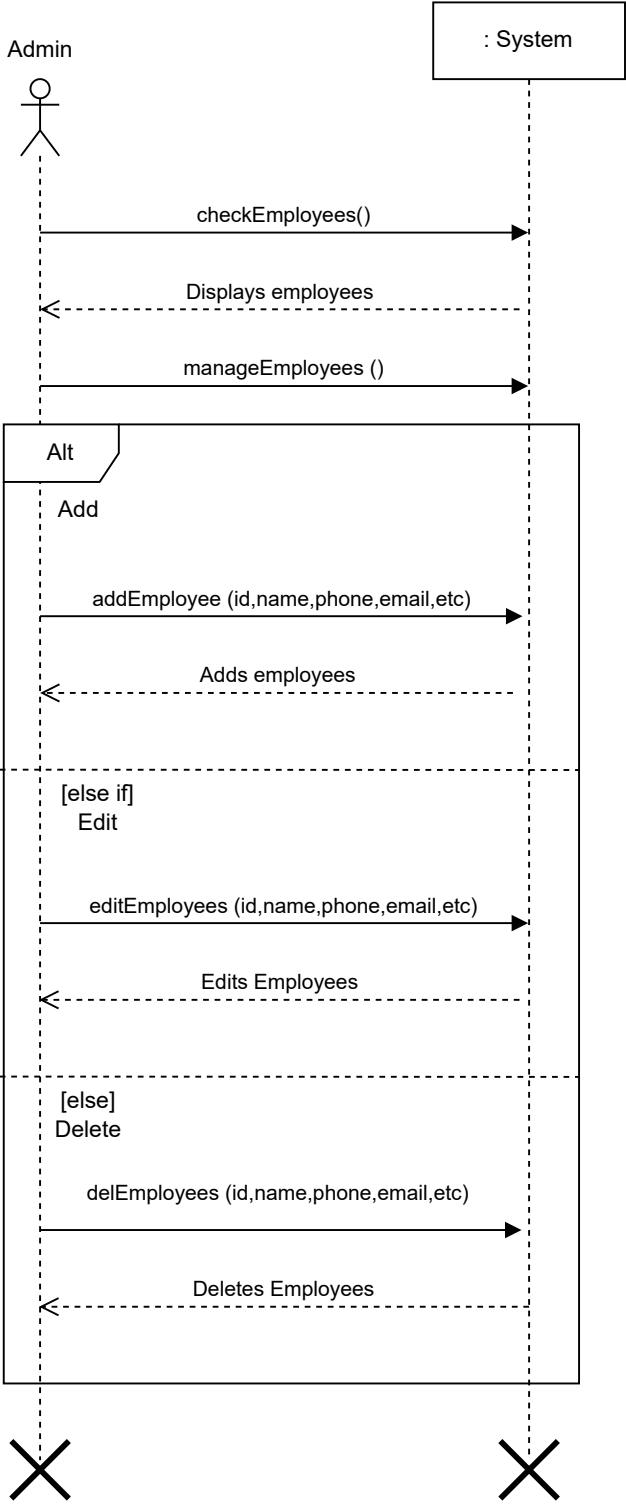 Admin
: System
checkEmployees()
Displays employees
manageEmployees ()
Alt
Add
addEmployee (id,name,phone,email,etc)
Adds employees
[else if]
Edit
editEmployees (id,name,phone,email,etc)
Edits Employees
[else]
Delete
delEmployees (id,name,phone,email,etc)
Deletes Employees